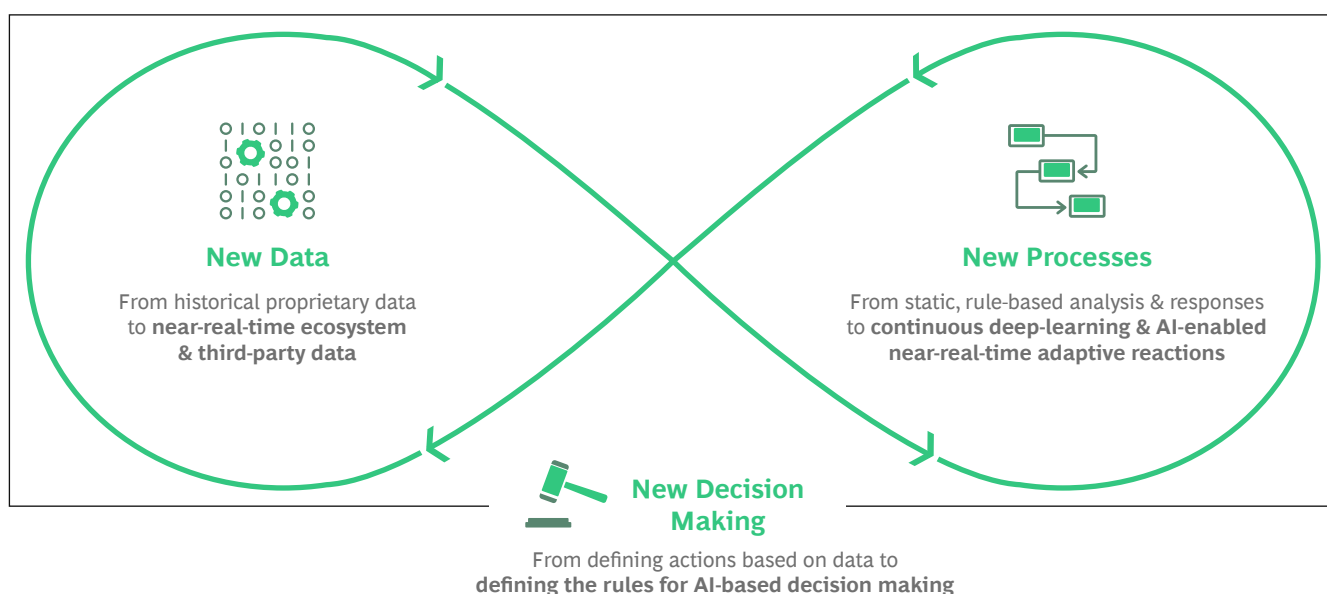 New Data
From historical proprietary data
to near-real-time ecosystem
& third-party data
New Processes
From static, rule-based analysis & responses
to continuous deep-learning & AI-enabled
near-real-time adaptive reactions
New Decision
Making
From defining actions based on data to
defining the rules for AI-based decision making